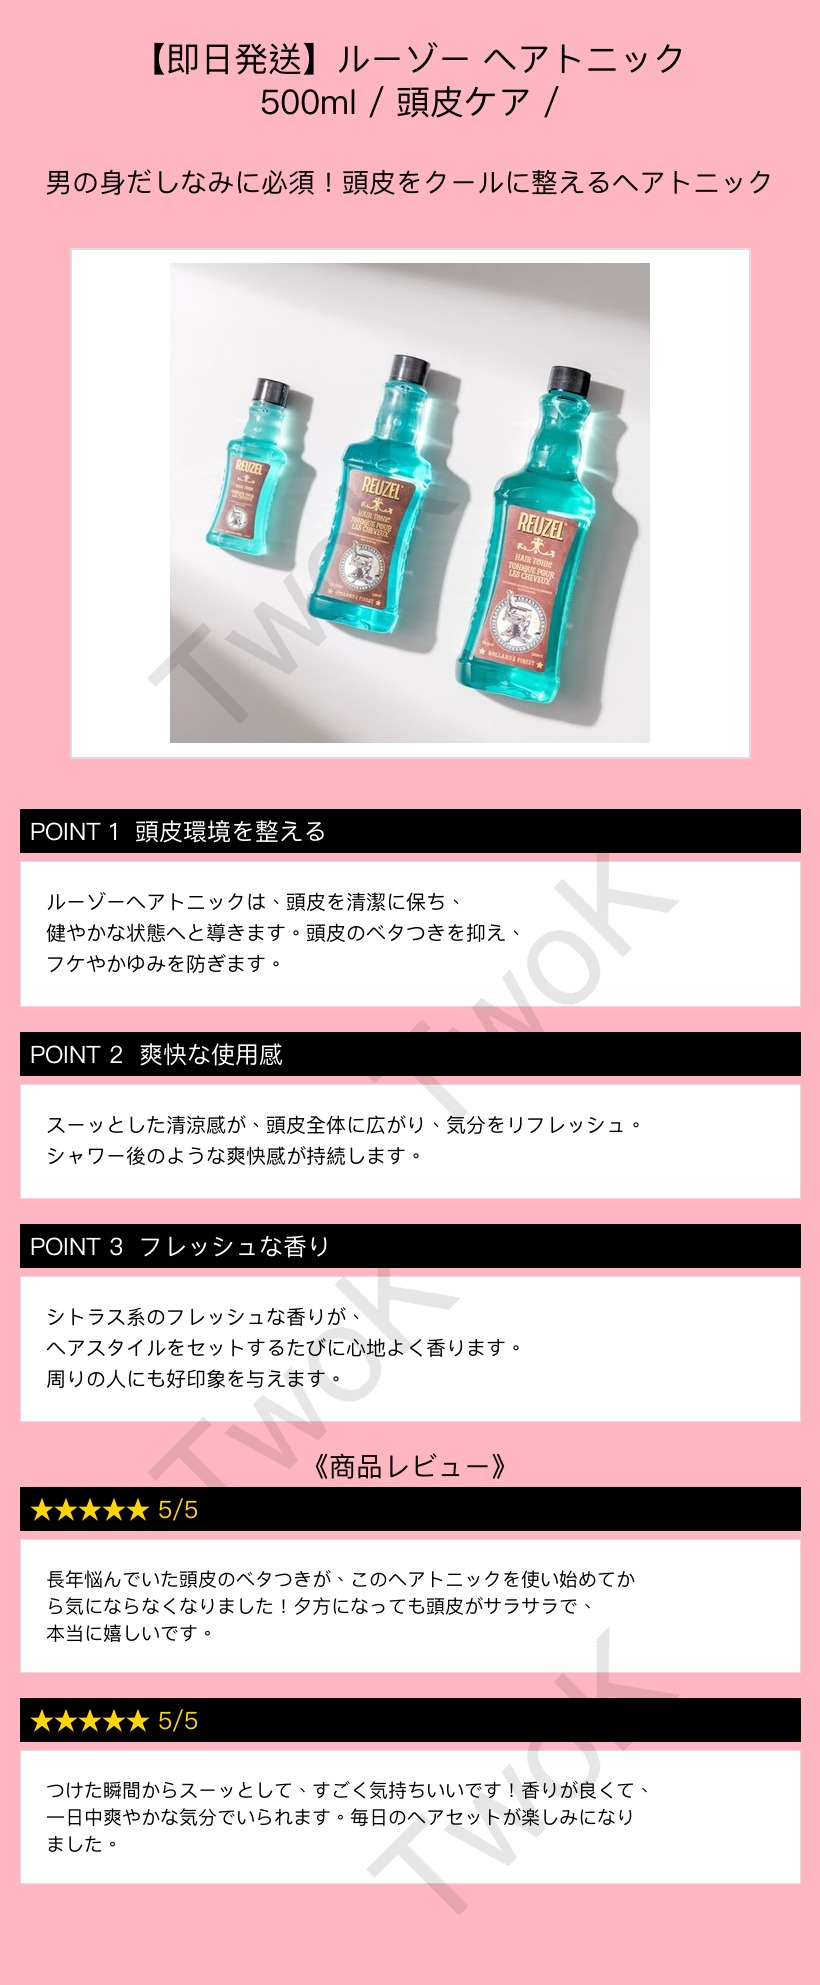 【即日発送】ルーゾー ヘアトニック
500ml / 頭皮ケア /
男の身だしなみに必須！頭皮をクールに整えるヘアトニック
REUZEL
HAIR TONIC
REUZEL
HAIR TONIC
TONIQUE POUR
LES CHEVEUX
HOLLANDS FINEST
REUZEL
HAIR TONIC
TONIQUE POUR
LES CHEVEUX
HOLLANDS FINEST
TwoK
POINT 1 頭皮環境を整える
ルーゾーヘアトニックは、頭皮を清潔に保ち、
健やかな状態へと導きます。頭皮のベタつきを抑え、
フケやかゆみを防ぎます。
TwoK
POINT 2 爽快な使用感
スーッとした清涼感が、頭皮全体に広がり、気分をリフレッシュ。
シャワー後のような爽快感が持続します。
POINT 3 フレッシュな香り
シトラス系のフレッシュな香りが、
ヘアスタイルをセットするたびに心地よく香ります。
周りの人にも好印象を与えます。
TwoK
《商品レビュー》
★★★★★ 5/5
長年悩んでいた頭皮のベタつきが、このヘアトニックを使い始めてか
ら気にならなくなりました！夕方になっても頭皮がサラサラで、
本当に嬉しいです。
★★★★★ 5/5
つけた瞬間からスーッとして、すごく気持ちいいです！香りが良くて、
一日中爽やかな気分でいられます。毎日のヘアセットが楽しみになり
ました。
TwoK